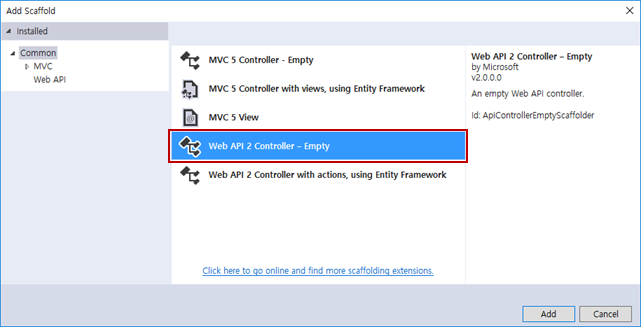 Add Scaffold
Installed
Common
MVC
Web API
MVC 5 Controller - Empty
MVC 5 Controller with views, using Entity Framework
MVC 5 View
Web API 2 Controller – Empty
Web API 2 Controller with actions, using Entity Framework
Click here to go online and find more scaffolding extensions.
Web API 2 Controller – Empty
by Microsoft
v2.0.0.0
An empty Web API controller.
Id: ApiControllerEmptyScaffolder
Add
Cancel